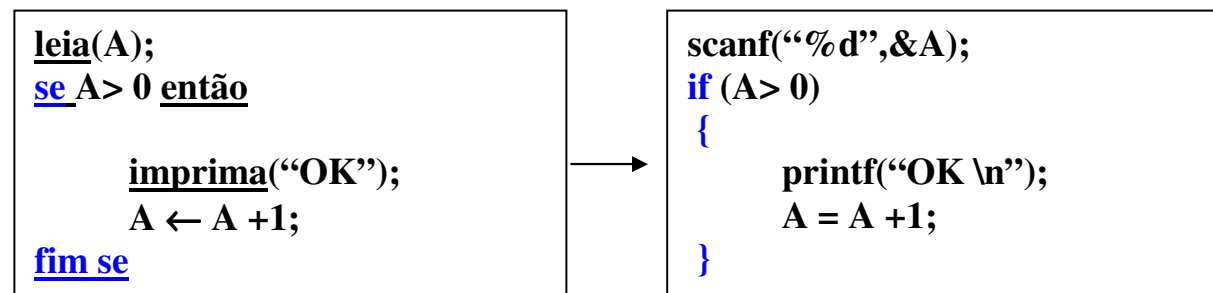 leia(A);
se A> 0 então
imprima(“OK”);
A ← A +1;
fim se
scanf(“%d”,&A);
if (A> 0)
{
printf(“OK \n”);
A = A +1;
}